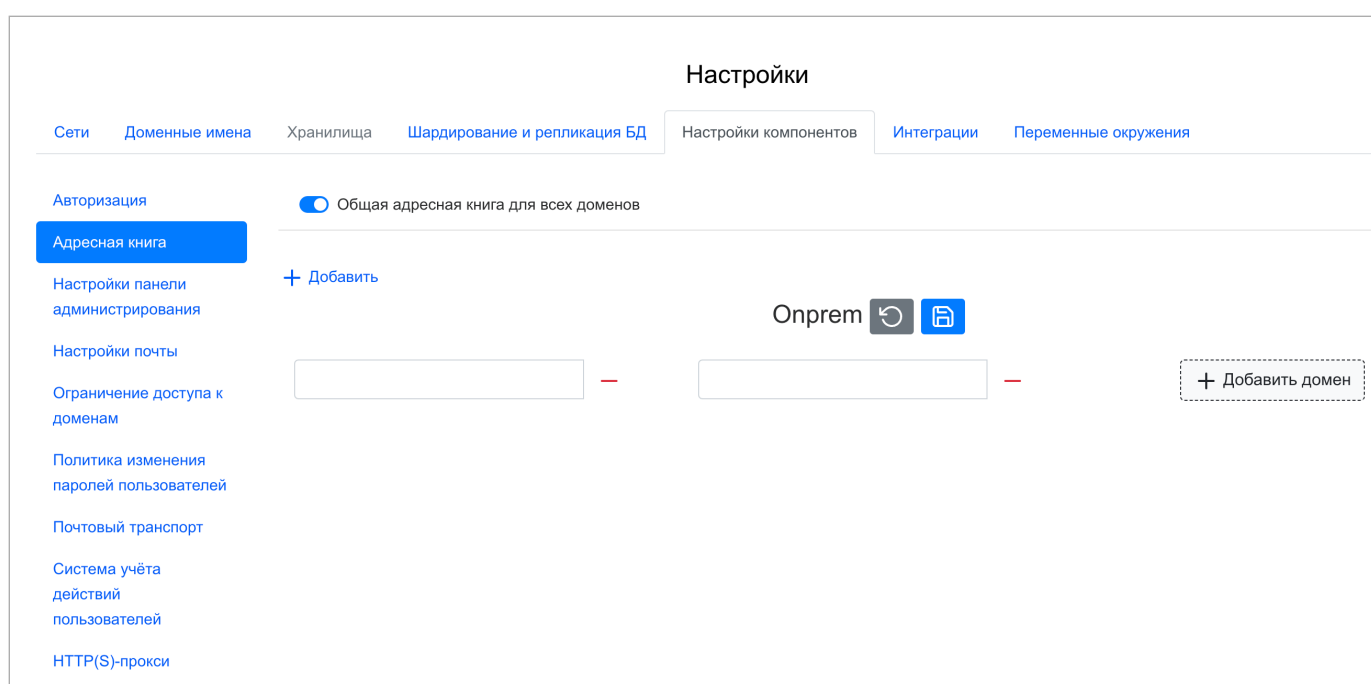 Настройки
Сети Доменные имена Хранилища Шардирование и репликация БД Настройки компонентов Интеграции Переменные окружения
Авторизация
Общая адресная книга для всех доменов
Адресная книга
Добавить
Настройки панели
администрирования
Onprem
Настройки почты
Добавить домен
Ограничение доступа к
доменам
Политика изменения
паролей пользователей
Почтовый транспорт
Система учёта
действий
пользователей
HTTP(S)-прокси